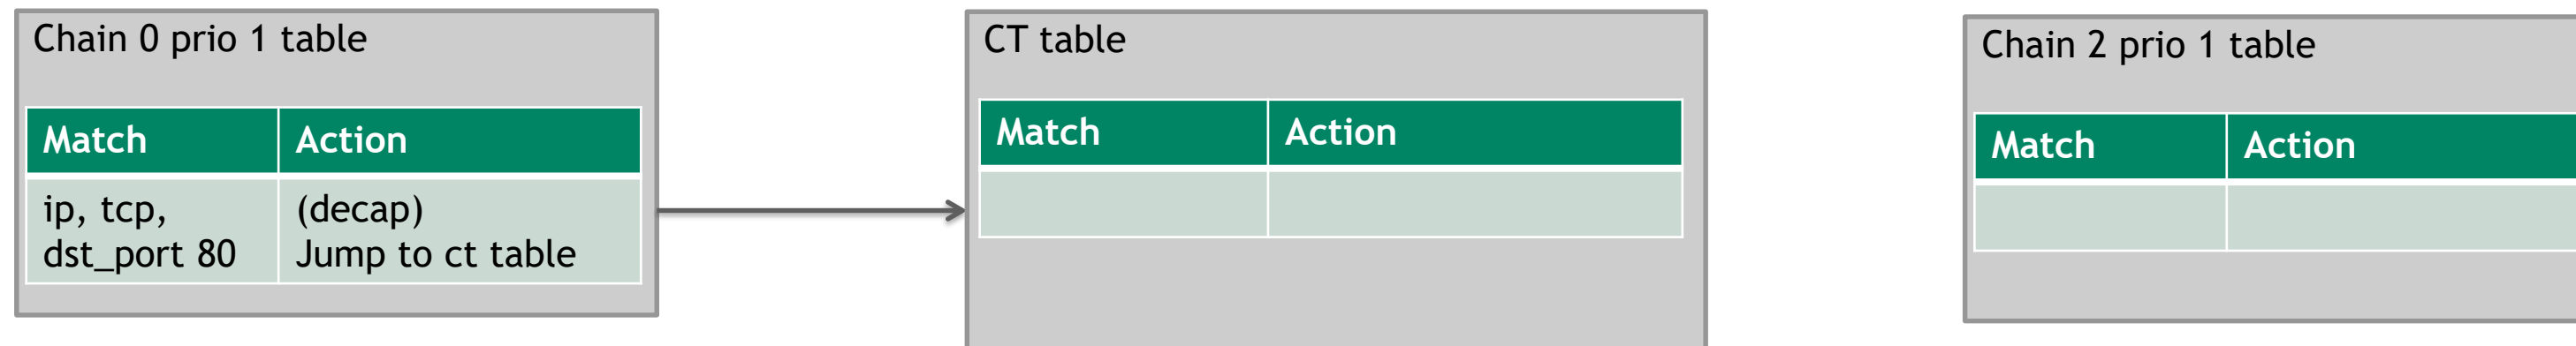 Chain 0 prio 1 table
Match Action
ip, tcp, (decap)
dst_port 80 Jump to ct table
CT table
Match Action
Chain 2 prio 1 table
Match Action